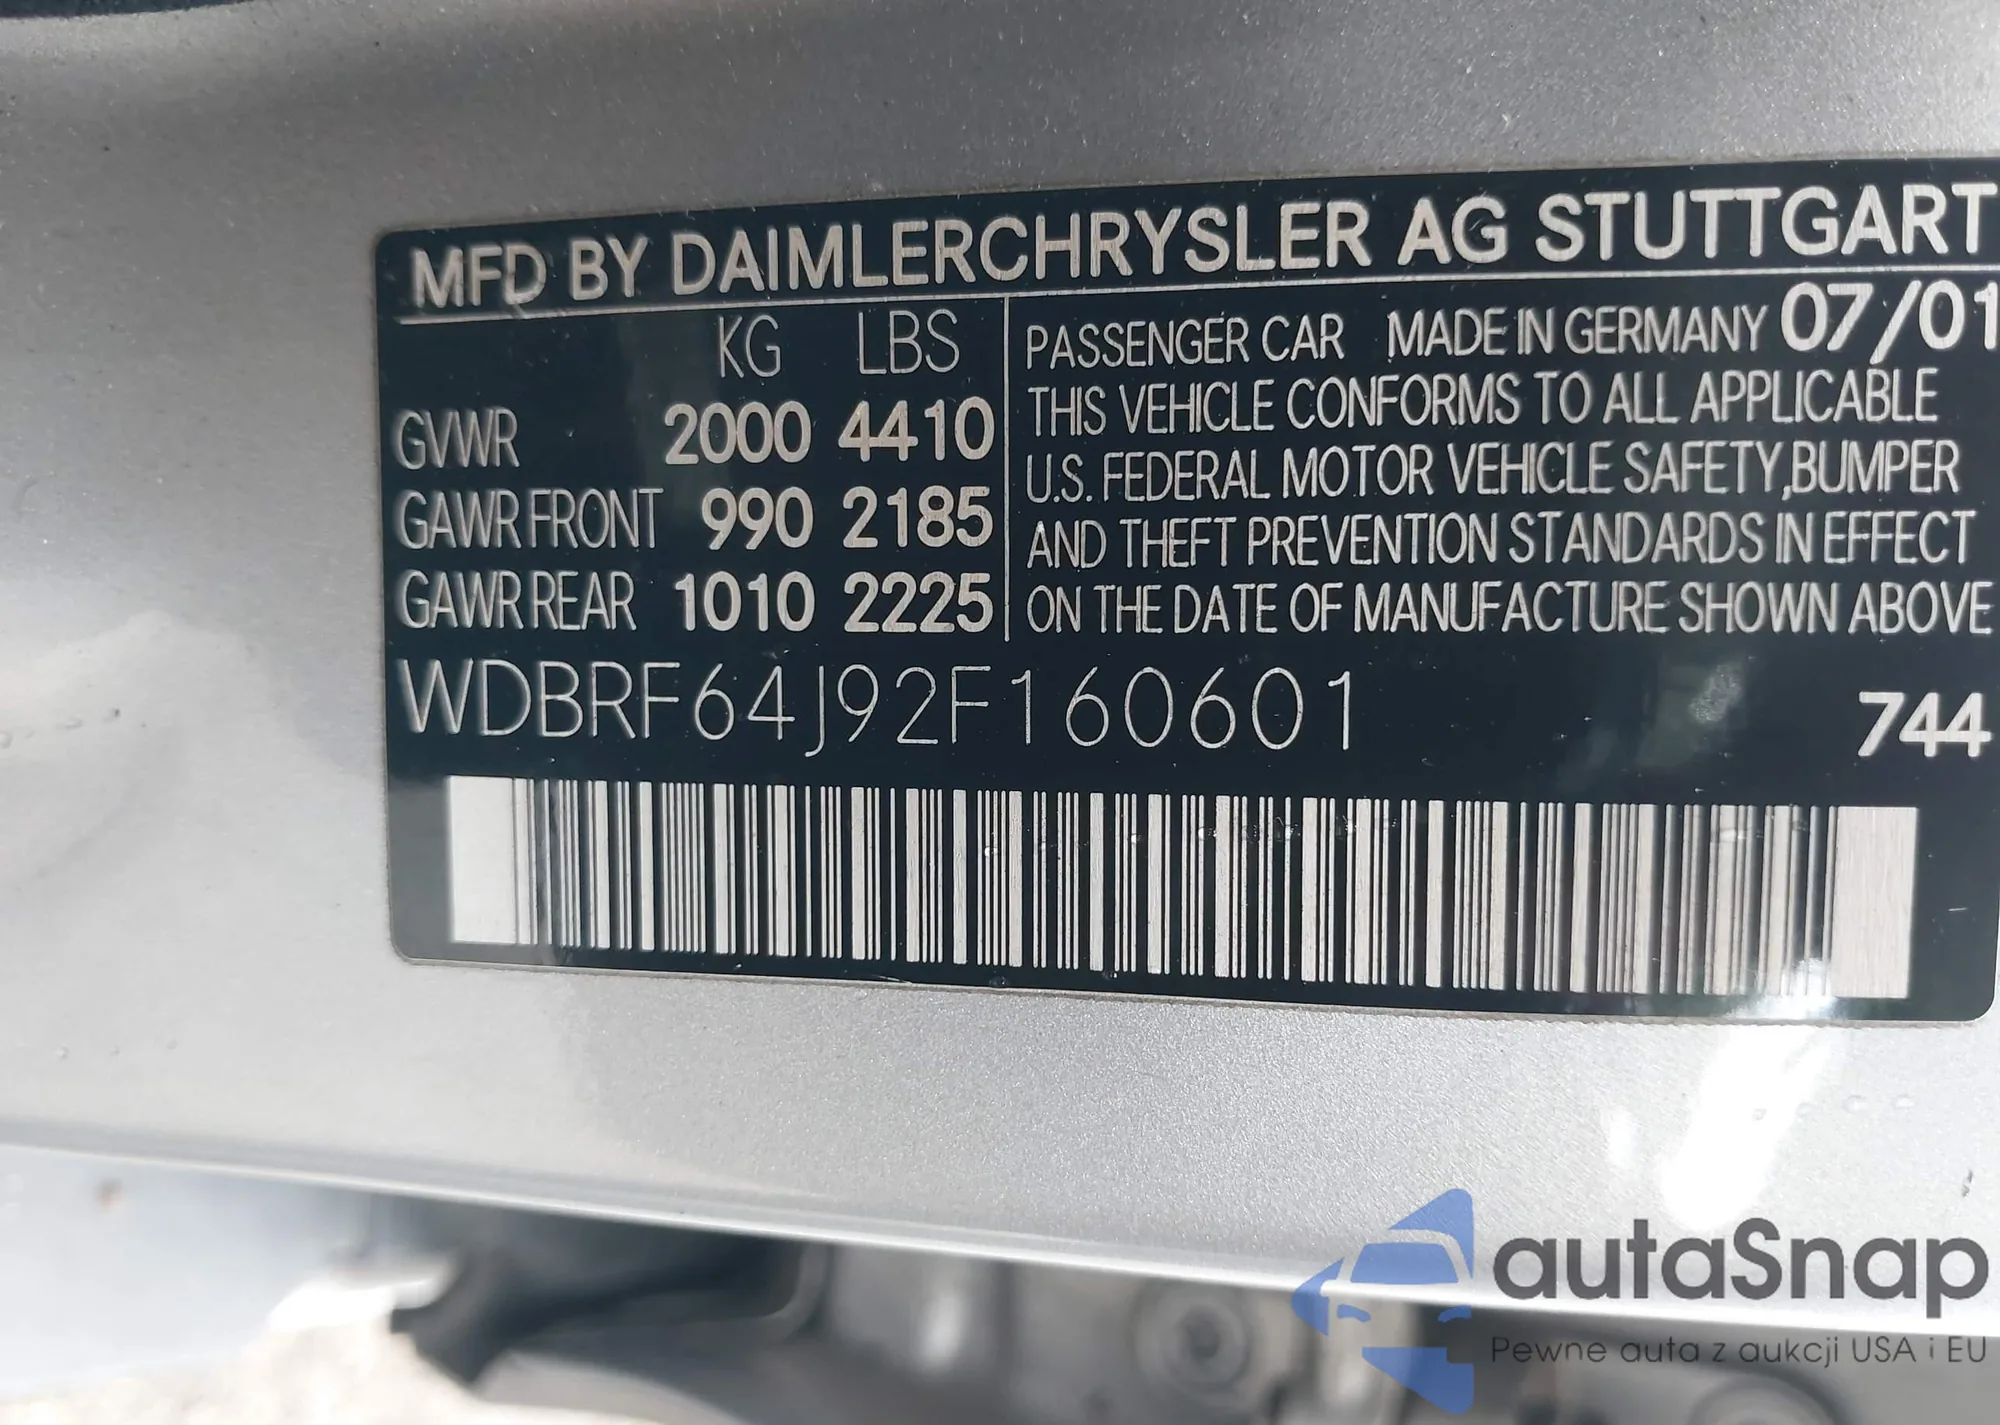 MFD BY DAIMLERCHRYSLER AG STUTTGART
KG LBS
GVWR 2000 4410
GAWR FRONT 990 2185
GAWR REAR 1010 2225
PASSENGER CAR MADE IN GERMANY 07/01
THIS VEHICLE CONFORMS TO ALL APPLICABLE
U.S. FEDERAL MOTOR VEHICLE SAFETY,BUMPER
AND THEFT PREVENTION STANDARDS IN EFFECT
ON THE DATE OF MANUFACTURE SHOWN ABOVE
WDBRF64J92F160601 744
autaSnap
Pewne auta z aukcji USA i EU